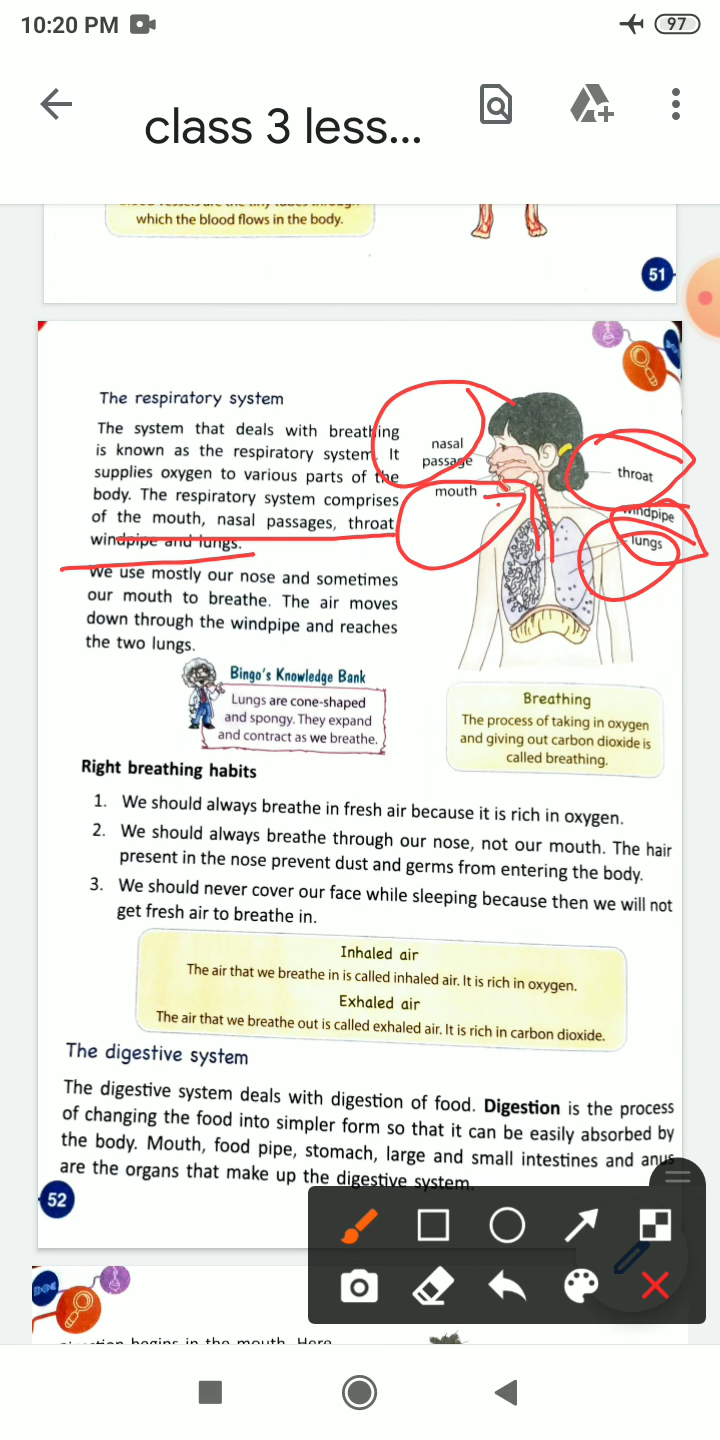 10:20 PM
97
class 3 less...
which the blood flows in the body.
51
The respiratory system
The system that deals with breathing
is known as the respiratory system. It
supplies oxygen to various parts of the
body. The respiratory system comprises
of the mouth, nasal passages, throat,
windpipe and lungs.
nasal
passage
mouth
throat
windpipe
lungs
We use mostly our nose and sometimes
our mouth to breathe. The air moves
down through the windpipe and reaches
the two lungs.
Bingo's Knowledge Bank
Lungs are cone-shaped
and spongy. They expand
and contract as we breathe.
Breathing
The process of taking in oxygen
and giving out carbon dioxide is
called breathing.
Right breathing habits
1. We should always breathe in fresh air because it is rich in oxygen.
2. We should always breathe through our nose, not our mouth. The hair
present in the nose prevent dust and germs from entering the body.
3. We should never cover our face while sleeping because then we will not
get fresh air to breathe in.
Inhaled air
The air that we breathe in is called inhaled air. It is rich in oxygen.
Exhaled air
The air that we breathe out is called exhaled air. It is rich in carbon dioxide.
The digestive system
The digestive system deals with digestion of food. Digestion is the process
of changing the food into simpler form so that it can be easily absorbed by
the body. Mouth, food pipe, stomach, large and small intestines and anus
are the organs that make up the digestive system.
52